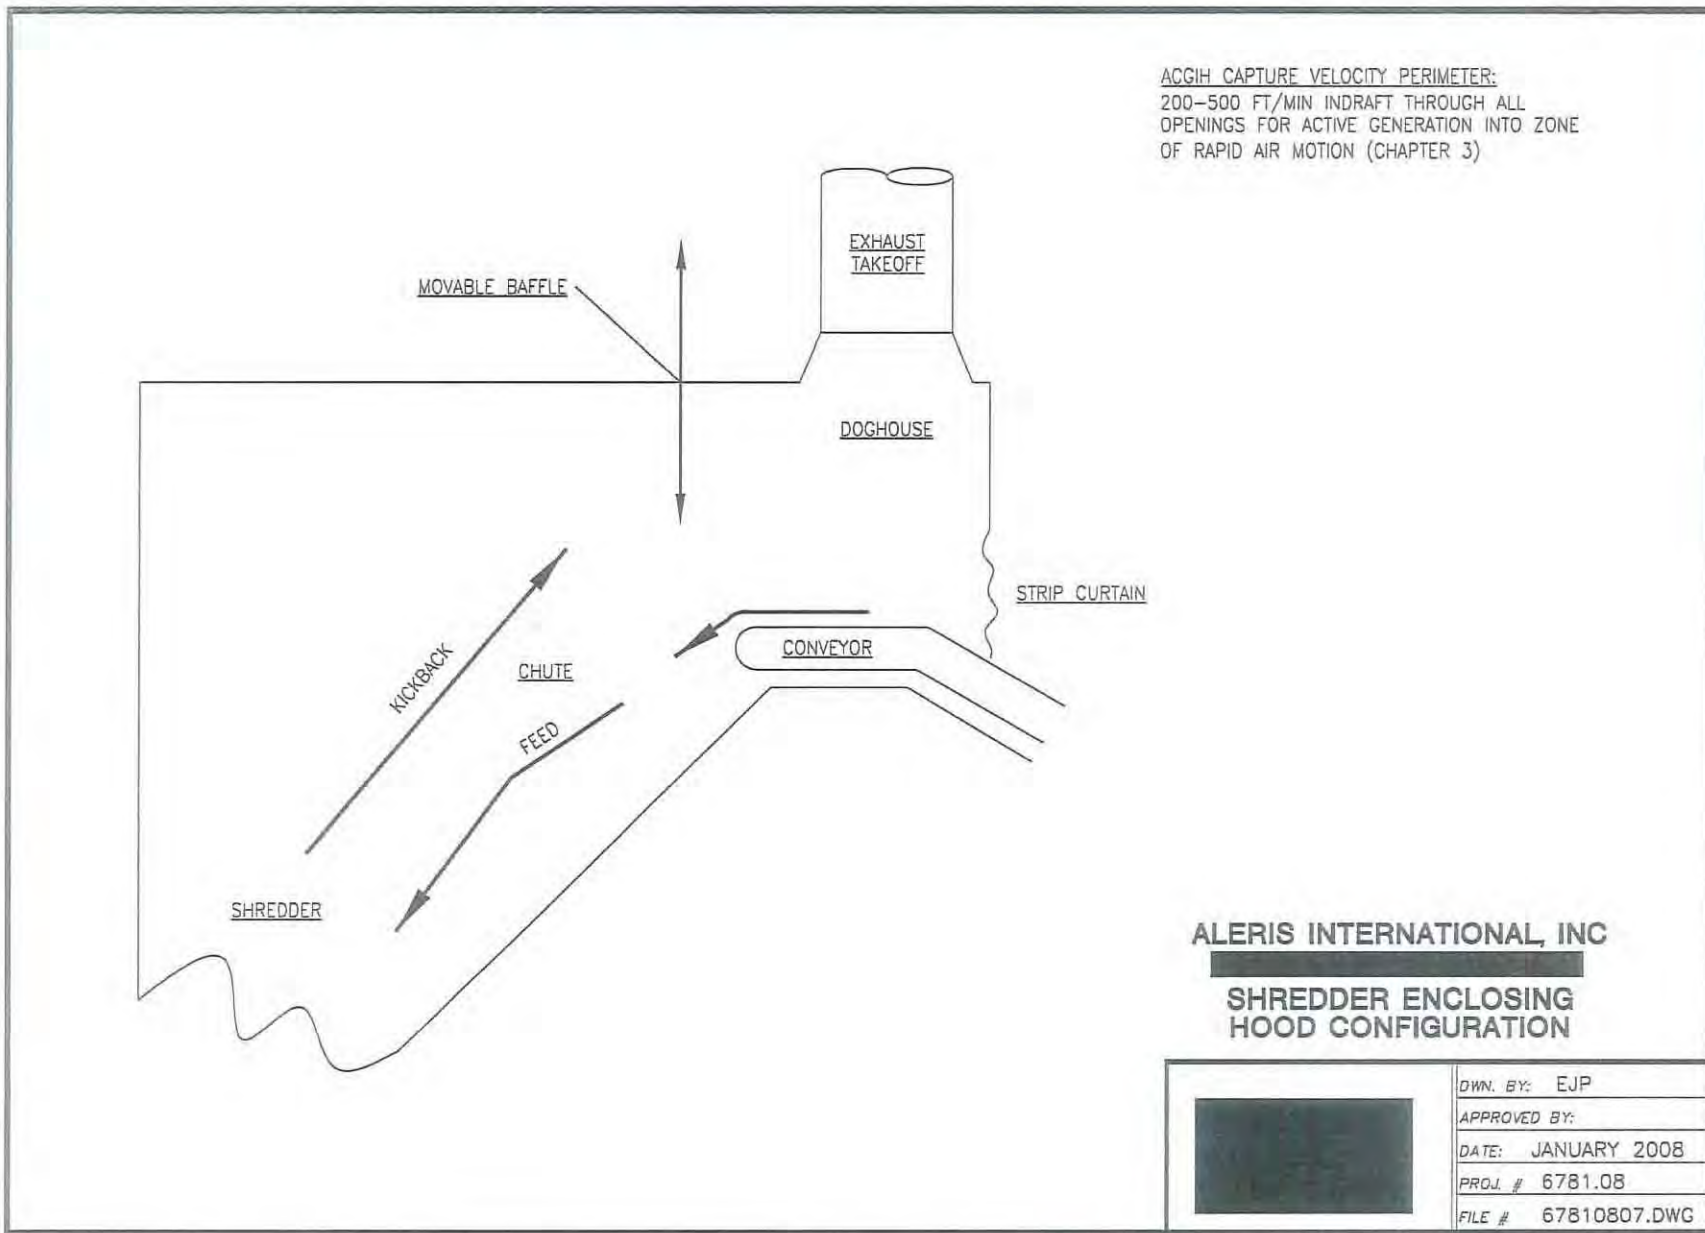 ACGIH CAPTURE VELOCITY PERIMETER:
200-500 FT/MIN INDRAFT THROUGH ALL
OPENINGS FOR ACTIVE GENERATION INTO ZONE
OF RAPID AIR MOTION (CHAPTER 3)
EXHAUST
TAKEOFF
MOVABLE BAFFLE
DOGHOUSE
STRIP CURTAIN
CONVEYOR
KICKBACK
CHUTE
FEED
SHREDDER
ALERIS INTERNATIONAL, INC
SHREDDER ENCLOSING
HOOD CONFIGURATION
DWN. BY: EJP
APPROVED BY:
DATE: JANUARY 2008
PROJ. # 6781.08
FILE # 67810807.DWG